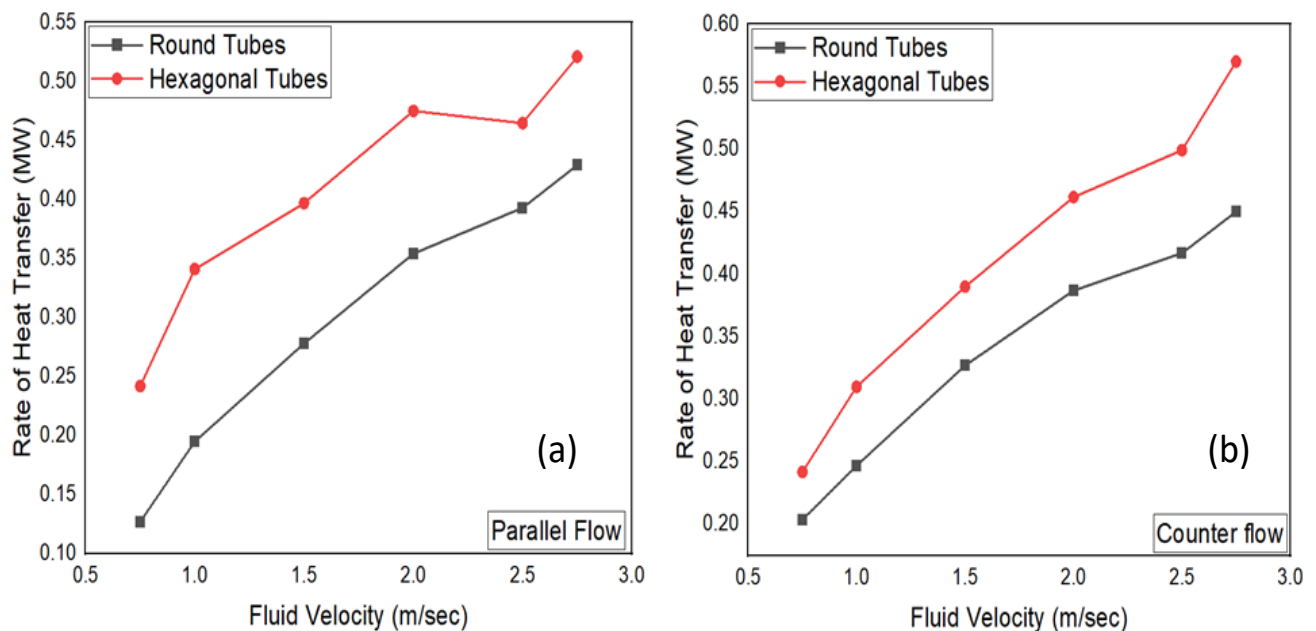 0.55
0.50
0.45
0.40
0.35
0.30
0.25
0.20
0.15
0.10
Rate of Heat Transfer (MW)
Round Tubes
Hexagonal Tubes
(a)
Parallel Flow
0.5 1.0 1.5 2.0 2.5 3.0
Fluid Velocity (m/sec)
0.60
0.55
0.50
0.45
0.40
0.35
0.30
0.25
0.20
Rate of Heat Transfer (MW)
Round Tubes
Hexagonal Tubes
(b)
Counter flow
0.5 1.0 1.5 2.0 2.5 3.0
Fluid Velocity (m/sec)